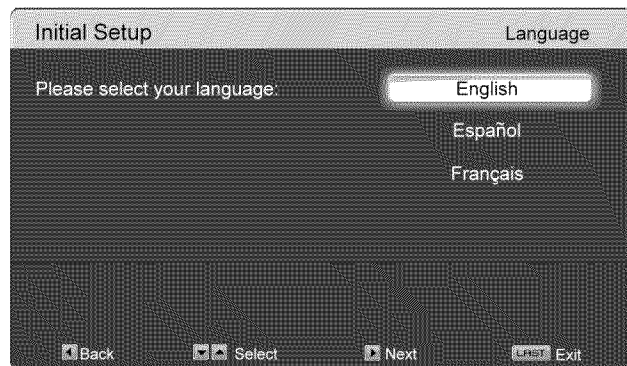 Initial Setup Language
Please select your language: English
Español
Français
Back Select Next LAST Exit